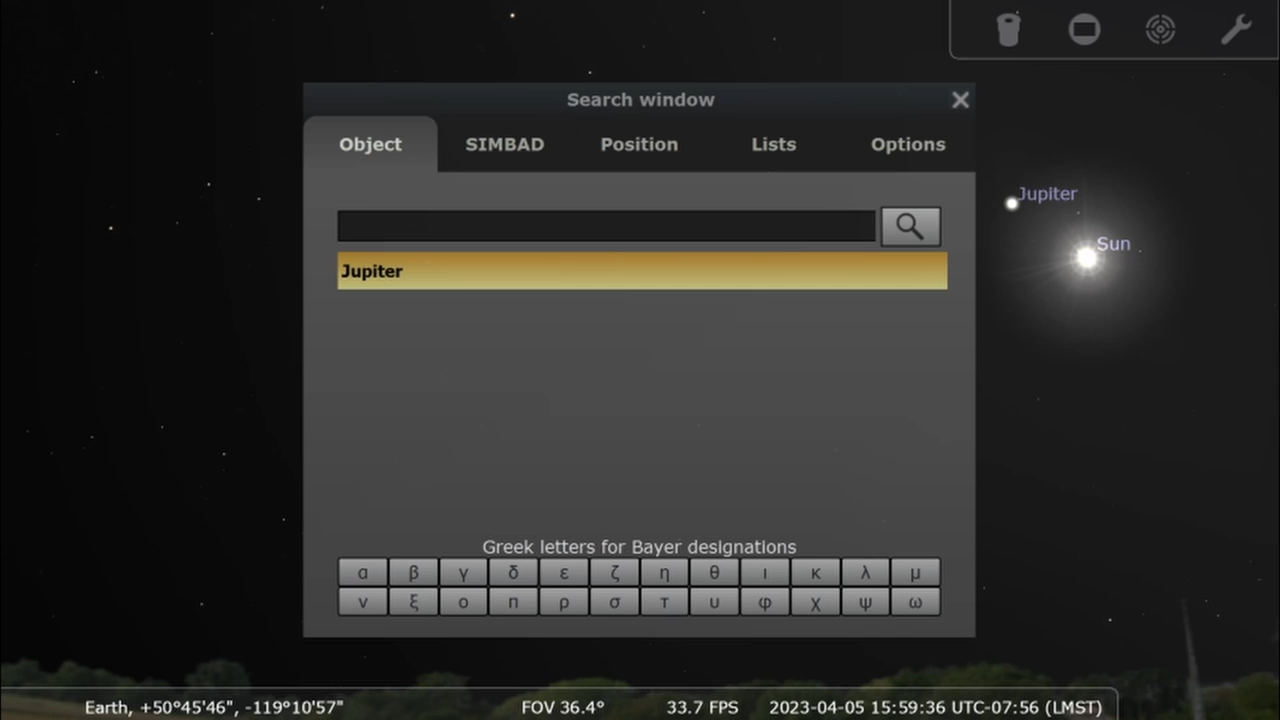 Search window
Object SIMBAD Position Lists Options
Jupiter
Jupiter
Sun
Greek letters for Bayer designations
α β γ δ ε ζ η θ ι κ λ μ
ν ξ ο π ρ σ τ υ φ χ ψ ω
Earth, +50°45'46", -119°10'57" FOV 36.4° 33.7 FPS 2023-04-05 15:59:36 UTC-07:56 (LMST)